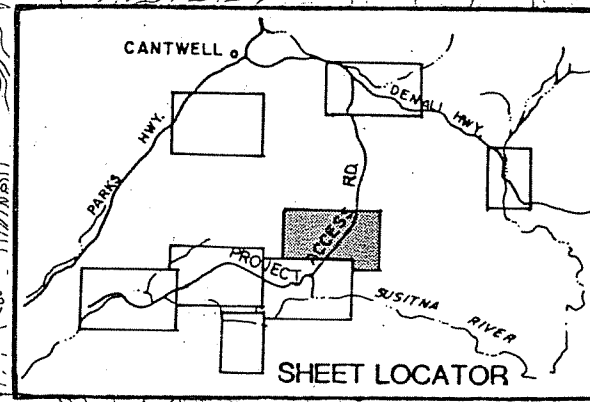 CANTWELL
DENALI HWY.
PARKS HWY.
PROJECT ACCESS RD.
SUSITNA RIVER
SHEET LOCATOR